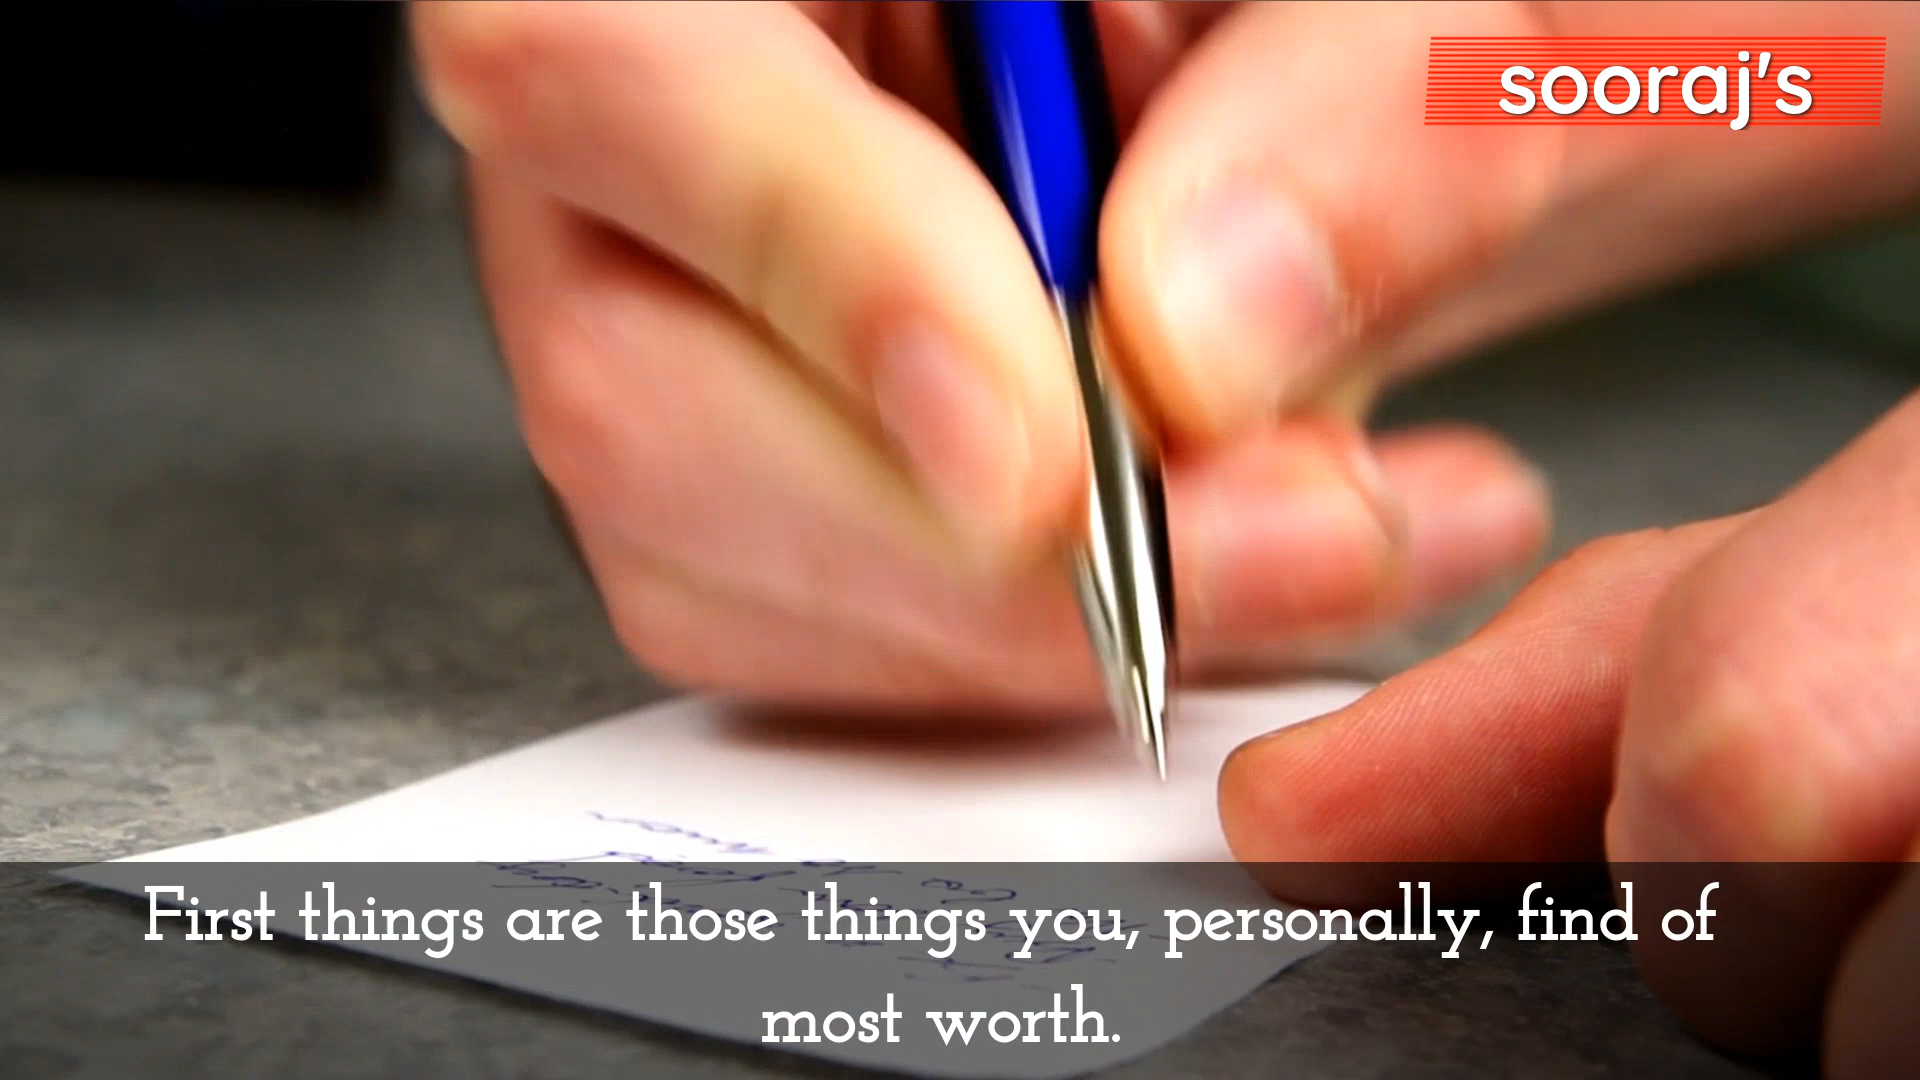 sooraj's
First things are those things you, personally, find of
most worth.